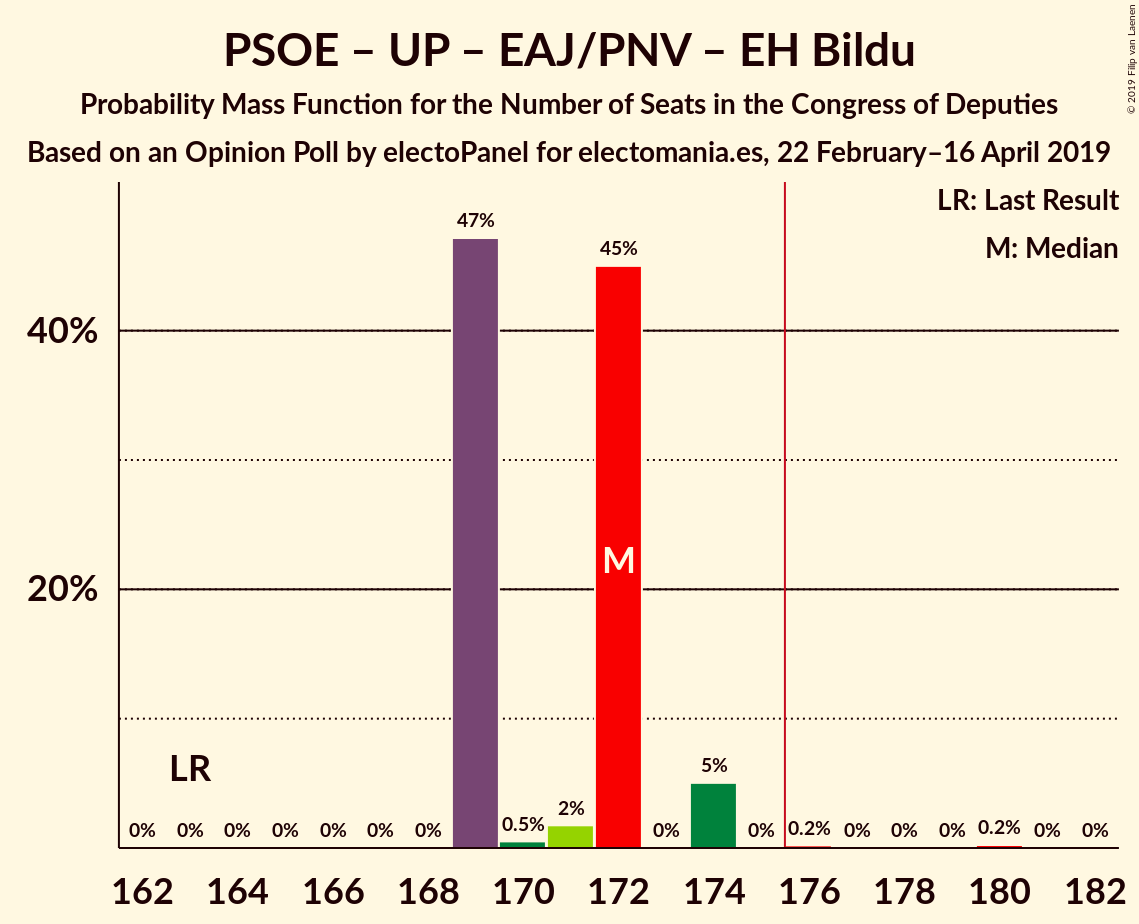 PSOE – UP – EAJ/PNV – EH Bildu
Probability Mass Function for the Number of Seats in the Congress of Deputies
Based on an Opinion Poll by electoPanel for electomania.es, 22 February–16 April 2019
© 2019 Filip van Laenen
LR: Last Result
M: Median
47%
45%
40%
M
20%
LR
5%
2%
0% 0% 0% 0% 0% 0% 0% 0.5% 0% 0% 0.2% 0% 0% 0% 0.2% 0% 0%
162 164 166 168 170 172 174 176 178 180 182